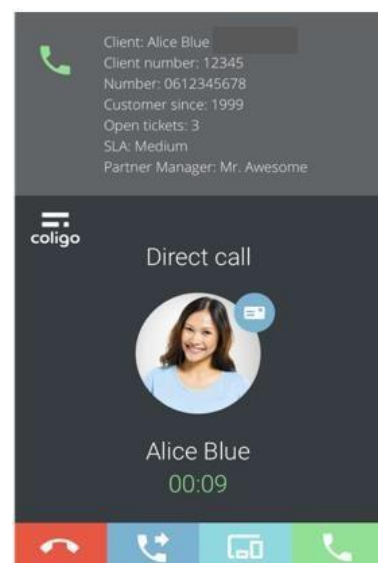 Client: Alice Blue
Client number: 12345
Number: 0612345678
Customer since: 1999
Open tickets: 3
SLA: Medium
Partner Manager: Mr. Awesome
coligo
Direct call
Alice Blue
00:09